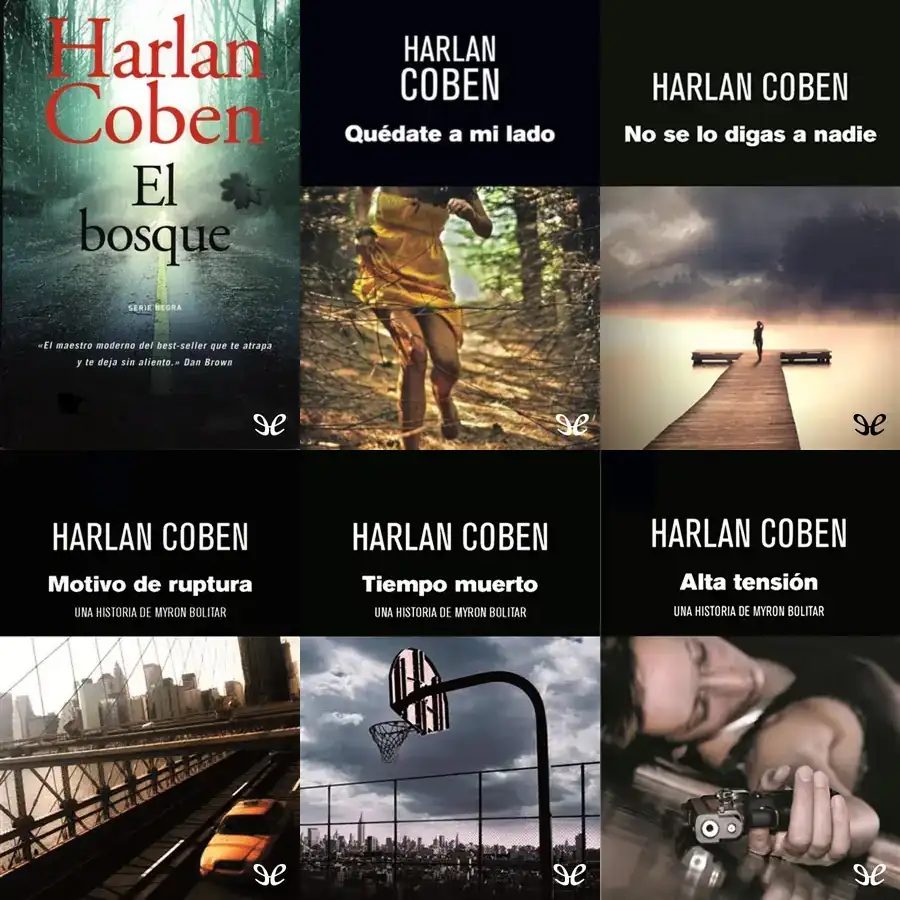 Harlan
Coben
El
bosque
SERIE NEGRA
«El maestro moderno del best-seller que te atrapa
y te deja sin aliento.» Dan Brown
HARLAN
COBEN
Quédate a mi lado
HARLAN COBEN
No se lo digas a nadie
HARLAN COBEN
Motivo de ruptura
UNA HISTORIA DE MYRON BOLITAR
HARLAN COBEN
Tiempo muerto
UNA HISTORIA DE MYRON BOLITAR
HARLAN COBEN
Alta tensión
UNA HISTORIA DE MYRON BOLITAR